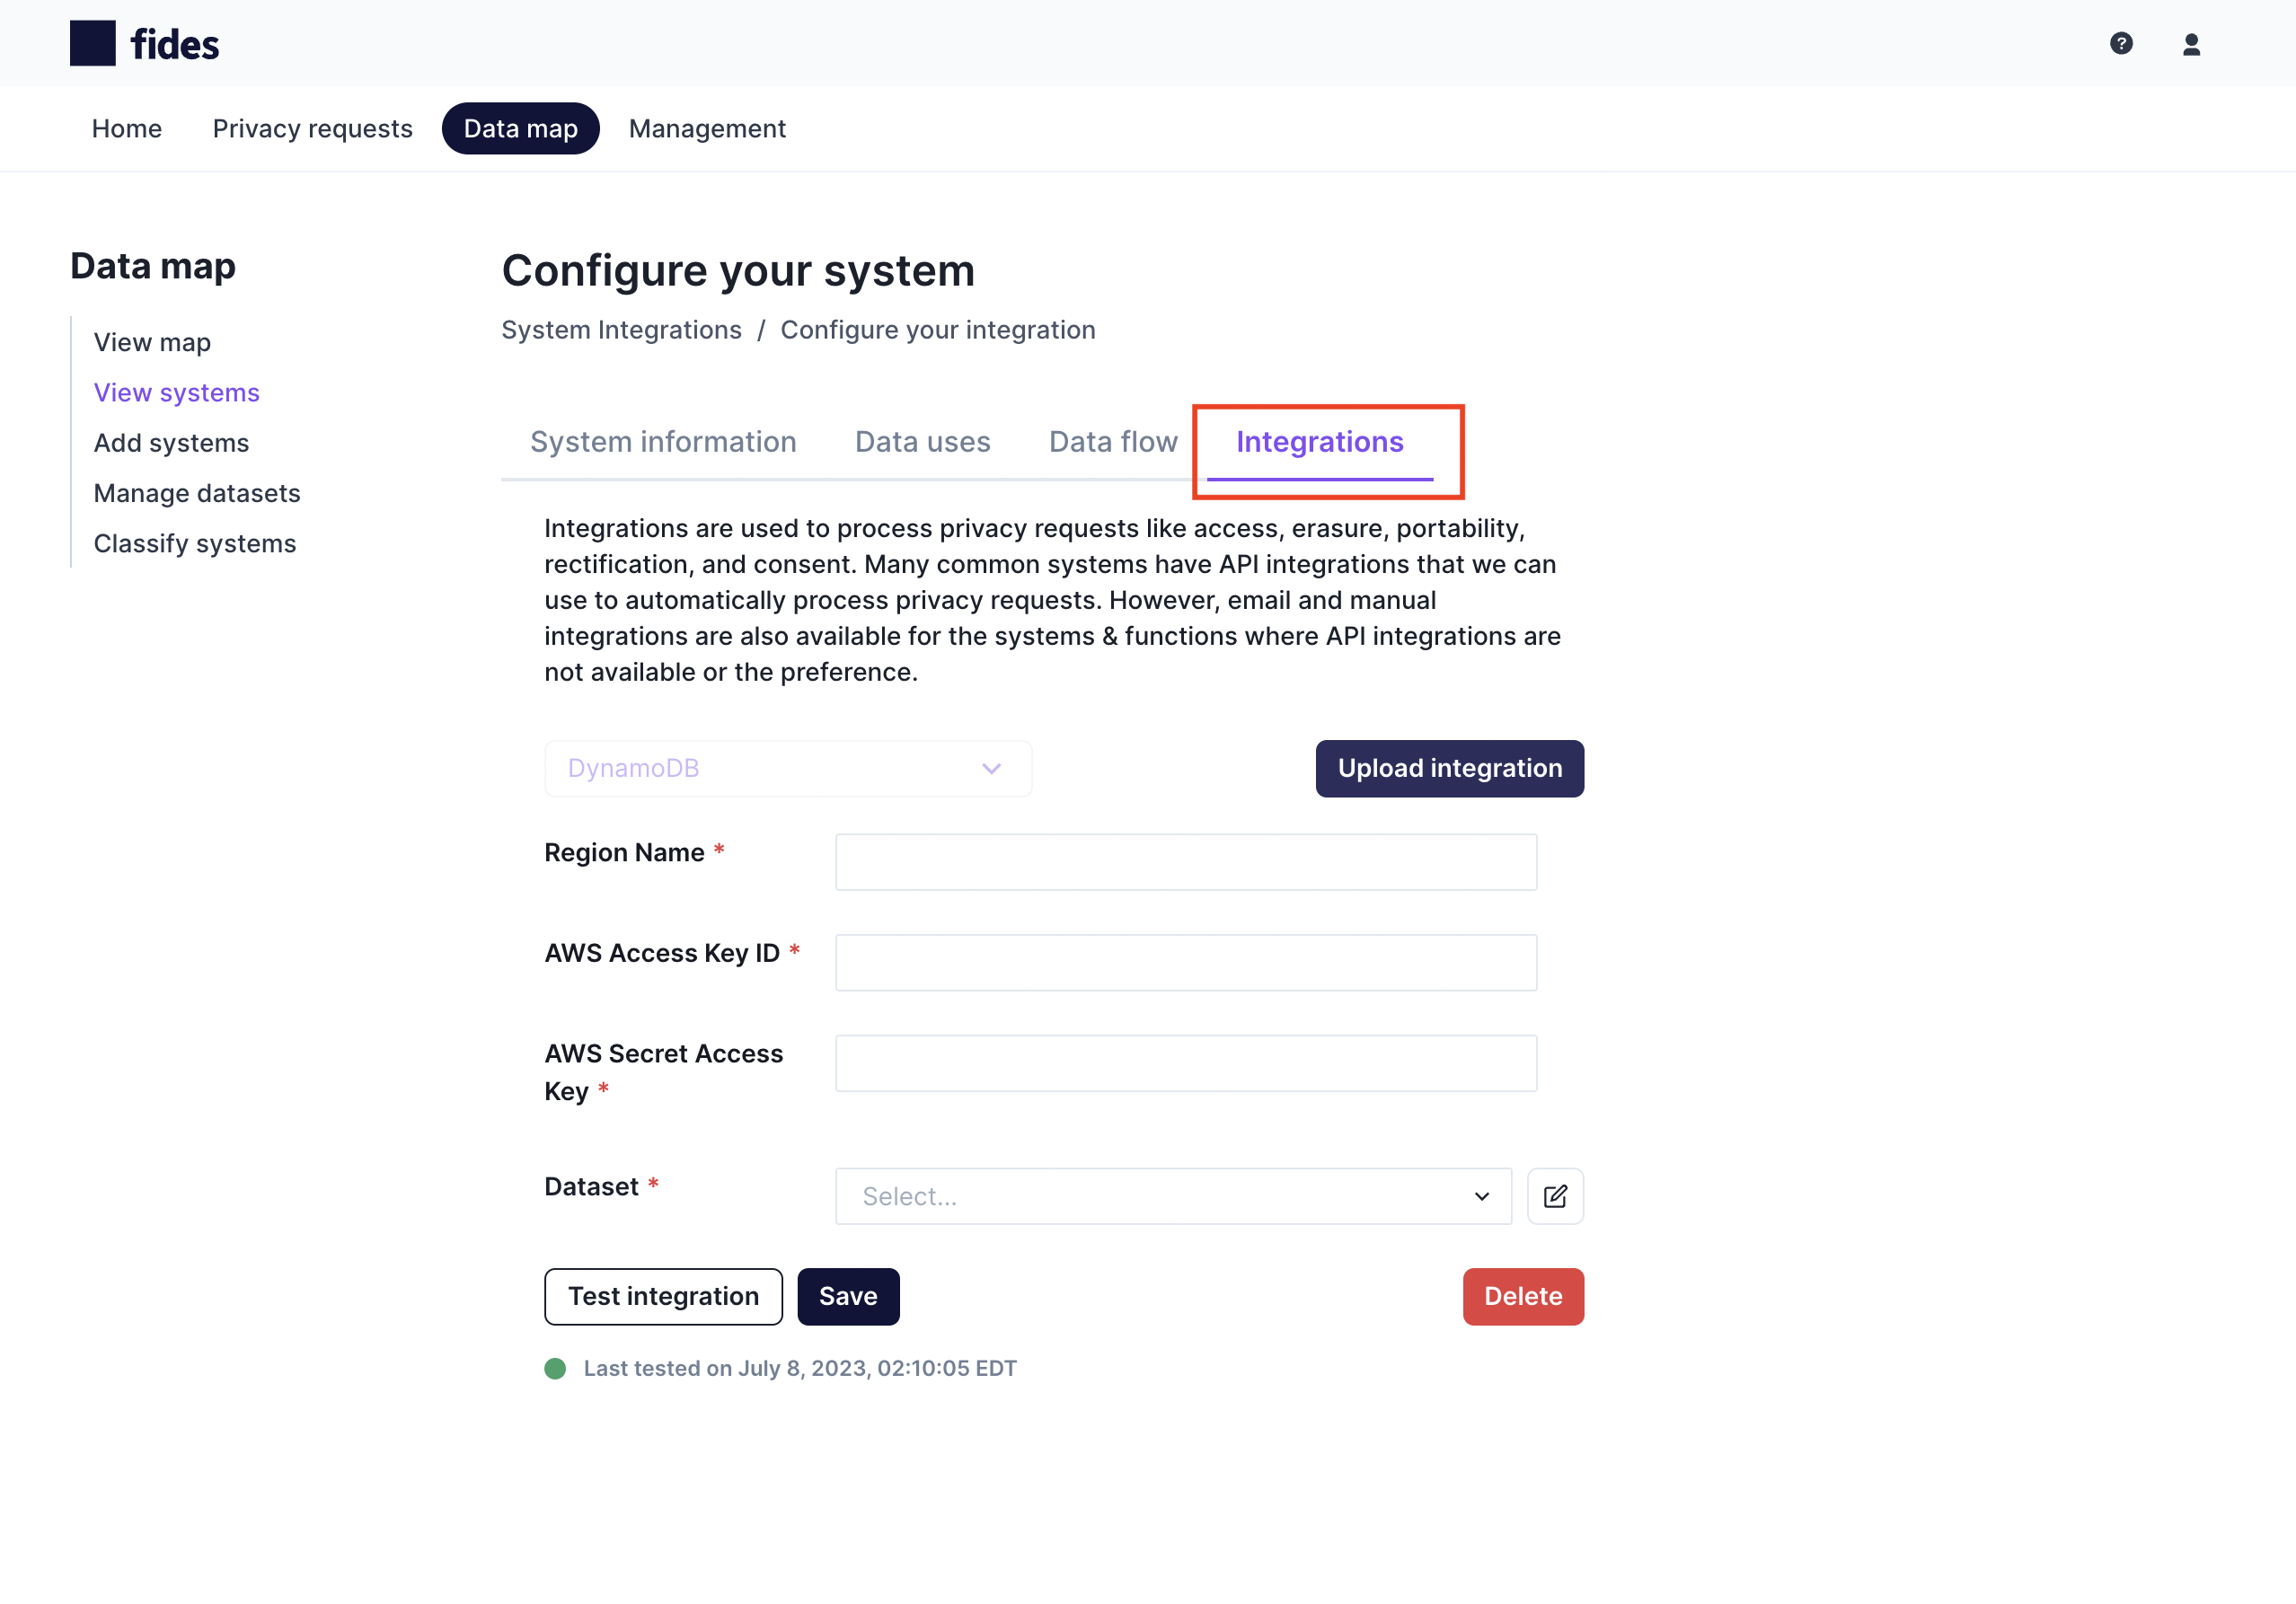 fides
?
Home Privacy requests Data map Management
Data map
View map
View systems
Add systems
Manage datasets
Classify systems
Configure your system
System Integrations / Configure your integration
System information Data uses Data flow Integrations
Integrations are used to process privacy requests like access, erasure, portability,
rectification, and consent. Many common systems have API integrations that we can
use to automatically process privacy requests. However, email and manual
integrations are also available for the systems & functions where API integrations are
not available or the preference.
DynamoDB Upload integration
Region Name *
AWS Access Key ID *
AWS Secret Access
Key *
Dataset * Select...
Test integration Save Delete
Last tested on July 8, 2023, 02:10:05 EDT